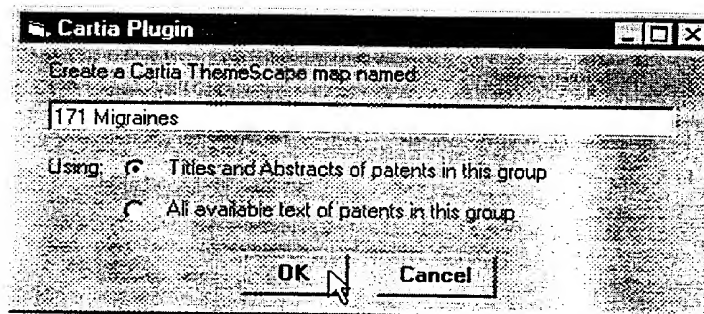 Cartia Plugin
Create a Cartia ThemeScape map named:
171 Migraines
Using: Titles and Abstracts of patents in this group
All available text of patents in this group
OK Cancel